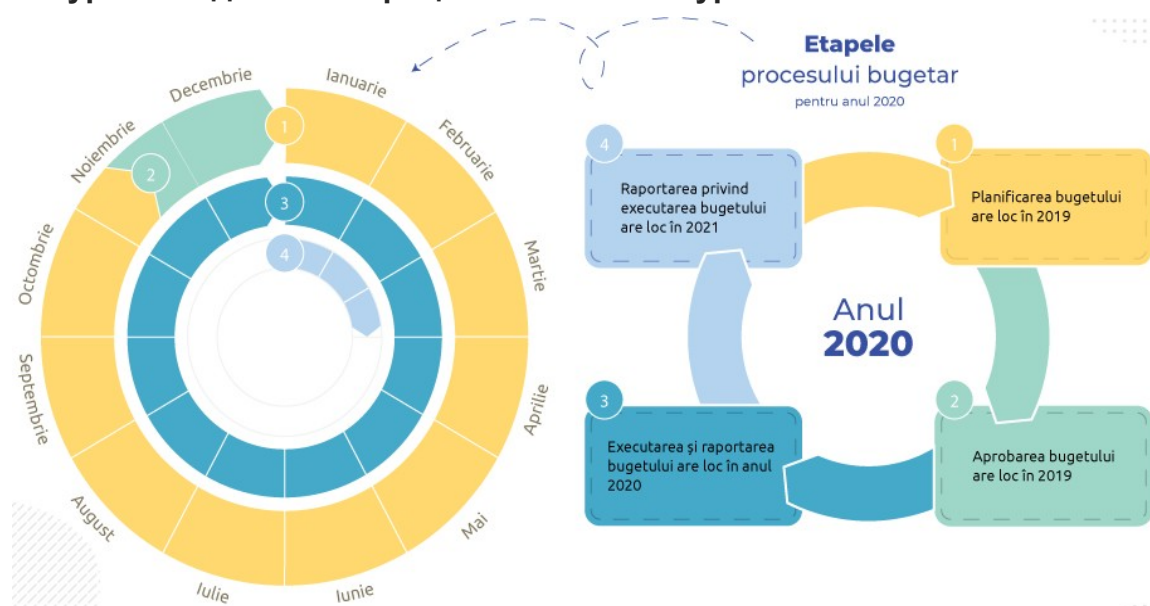 Etapele
procesului bugetar
pentru anul 2020
Ianuarie
Februarie
Martie
Aprilie
Mai
Iunie
Iulie
August
Septembrie
Octombrie
Noiembrie
Decembrie
1
2
3
4
4
Raportarea privind
executarea bugetului
are loc în 2021
1
Planificarea bugetului
are loc în 2019
Anul
2020
3
Executarea și raportarea
bugetului are loc în anul
2020
2
Aprobarea bugetului
are loc în 2019